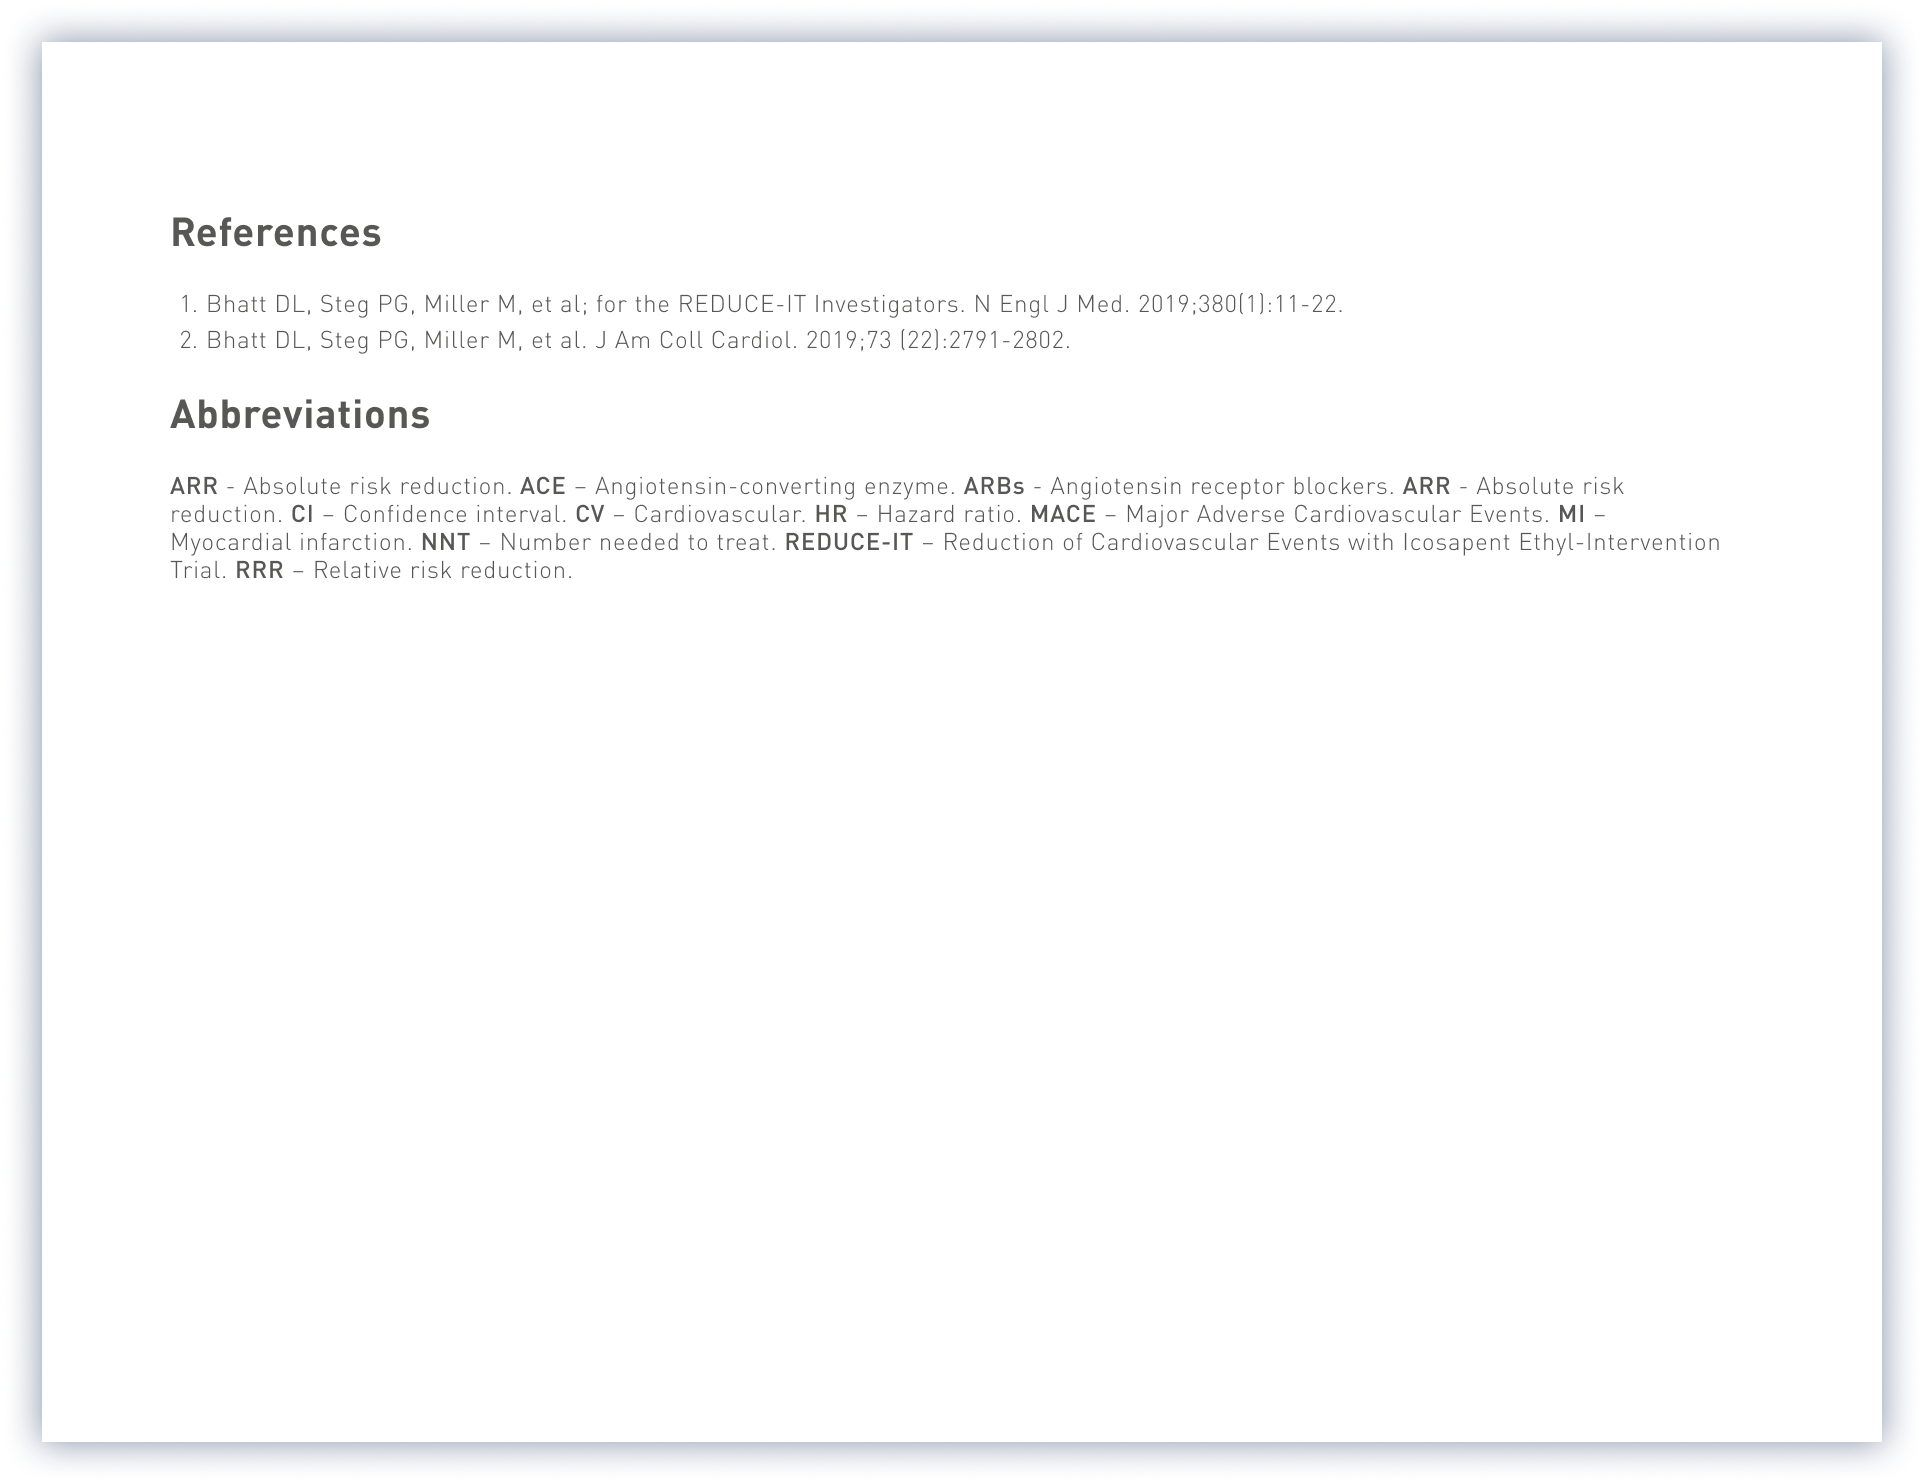 References
1. Bhatt DL, Steg PG, Miller M, et al; for the REDUCE-IT Investigators. N Engl J Med. 2019;380(1):11-22.
2. Bhatt DL, Steg PG, Miller M, et al. J Am Coll Cardiol. 2019;73 (22):2791-2802.
Abbreviations
ARR - Absolute risk reduction. ACE – Angiotensin-converting enzyme. ARBs - Angiotensin receptor blockers. ARR - Absolute risk
reduction. CI – Confidence interval. CV – Cardiovascular. HR – Hazard ratio. MACE – Major Adverse Cardiovascular Events. MI –
Myocardial infarction. NNT – Number needed to treat. REDUCE-IT – Reduction of Cardiovascular Events with Icosapent Ethyl-Intervention
Trial. RRR – Relative risk reduction.